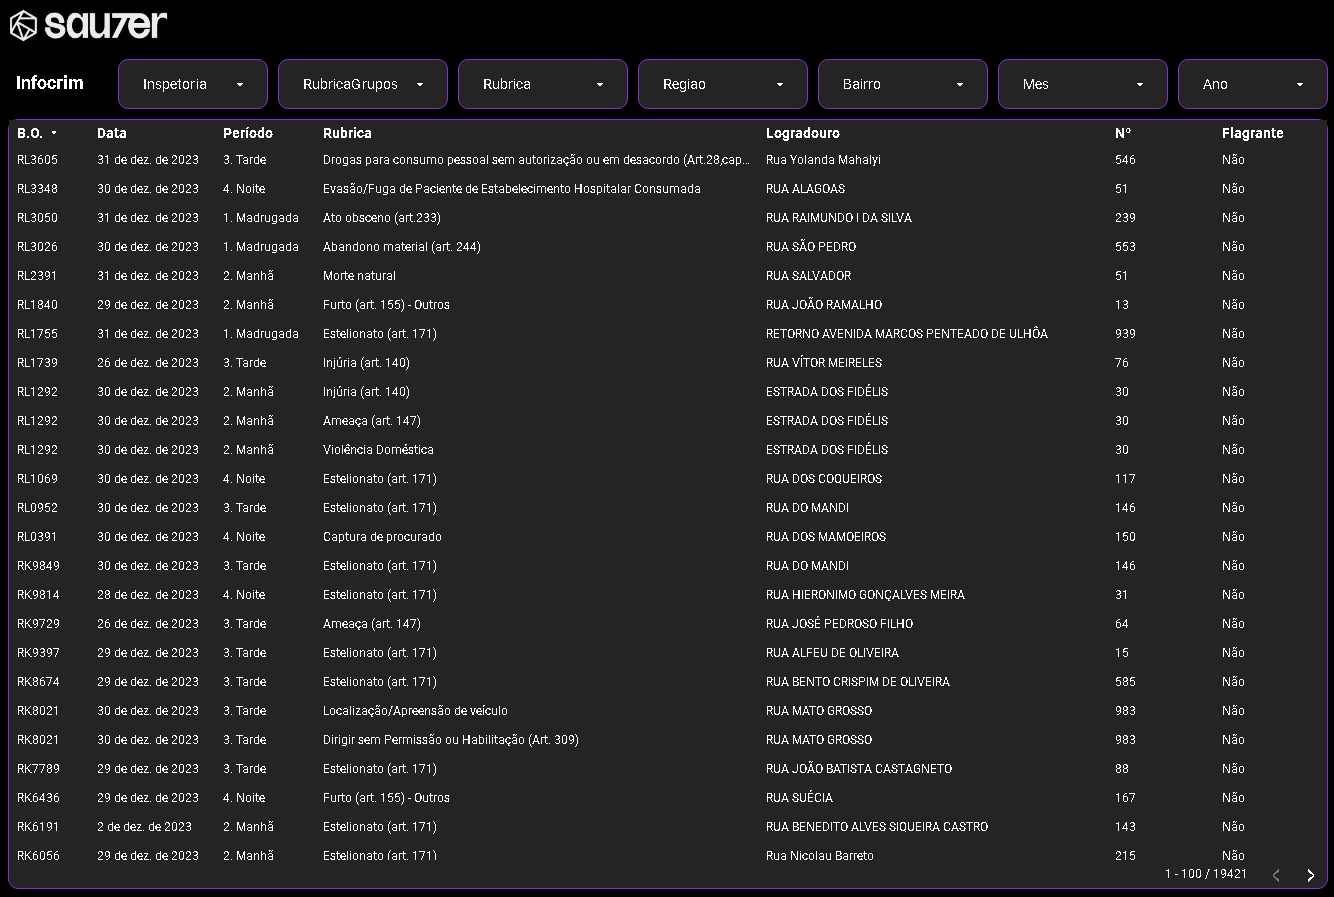 sauzer
Infocrim Inspetoria RubricaGrupos Rubrica Regiao Bairro Mes Ano
B.O. Data Período Rubrica Logradouro Nº Flagrante
RL3605 31 de dez. de 2023 3. Tarde Drogas para consumo pessoal sem autorização ou em desacordo (Art.28,cap... Rua Yolanda Mahalyi 546 Não
RL3348 30 de dez. de 2023 4. Noite Evasão/Fuga de Paciente de Estabelecimento Hospitalar Consumada RUA ALAGOAS 51 Não
RL3050 31 de dez. de 2023 1. Madrugada Ato obsceno (art.233) RUA RAIMUNDO I DA SILVA 239 Não
RL3026 30 de dez. de 2023 1. Madrugada Abandono material (art. 244) RUA SÃO PEDRO 553 Não
RL2391 31 de dez. de 2023 2. Manhã Morte natural RUA SALVADOR 51 Não
RL1840 29 de dez. de 2023 2. Manhã Furto (art. 155) - Outros RUA JOÃO RAMALHO 13 Não
RL1755 31 de dez. de 2023 1. Madrugada Estelionato (art. 171) RETORNO AVENIDA MARCOS PENTEADO DE ULHÔA 939 Não
RL1739 26 de dez. de 2023 3. Tarde Injúria (art. 140) RUA VÍTOR MEIRELES 76 Não
RL1292 30 de dez. de 2023 2. Manhã Injúria (art. 140) ESTRADA DOS FIDÉLIS 30 Não
RL1292 30 de dez. de 2023 2. Manhã Ameaça (art. 147) ESTRADA DOS FIDÉLIS 30 Não
RL1292 30 de dez. de 2023 2. Manhã Violência Doméstica ESTRADA DOS FIDÉLIS 30 Não
RL1069 30 de dez. de 2023 4. Noite Estelionato (art. 171) RUA DOS COQUEIROS 117 Não
RL0952 30 de dez. de 2023 3. Tarde Estelionato (art. 171) RUA DO MANDI 146 Não
RL0391 30 de dez. de 2023 4. Noite Captura de procurado RUA DOS MAMOEIROS 150 Não
RK9849 30 de dez. de 2023 3. Tarde Estelionato (art. 171) RUA DO MANDI 146 Não
RK9814 28 de dez. de 2023 4. Noite Estelionato (art. 171) RUA HIERONIMO GONÇALVES MEIRA 31 Não
RK9729 26 de dez. de 2023 3. Tarde Ameaça (art. 147) RUA JOSÉ PEDROSO FILHO 64 Não
RK9397 29 de dez. de 2023 3. Tarde Estelionato (art. 171) RUA ALFEU DE OLIVEIRA 15 Não
RK8674 29 de dez. de 2023 3. Tarde Estelionato (art. 171) RUA BENTO CRISPIM DE OLIVEIRA 585 Não
RK8021 30 de dez. de 2023 3. Tarde Localização/Apreensão de veículo RUA MATO GROSSO 983 Não
RK8021 30 de dez. de 2023 3. Tarde Dirigir sem Permissão ou Habilitação (Art. 309) RUA MATO GROSSO 983 Não
RK7789 29 de dez. de 2023 3. Tarde Estelionato (art. 171) RUA JOÃO BATISTA CASTAGNETO 88 Não
RK6436 29 de dez. de 2023 4. Noite Furto (art. 155) - Outros RUA SUÉCIA 167 Não
RK6191 2 de dez. de 2023 2. Manhã Estelionato (art. 171) RUA BENEDITO ALVES SIQUEIRA CASTRO 143 Não
RK6056 29 de dez. de 2023 2. Manhã Estelionato (art. 171) Rua Nicolau Barreto 215 Não
1 - 100 / 19421